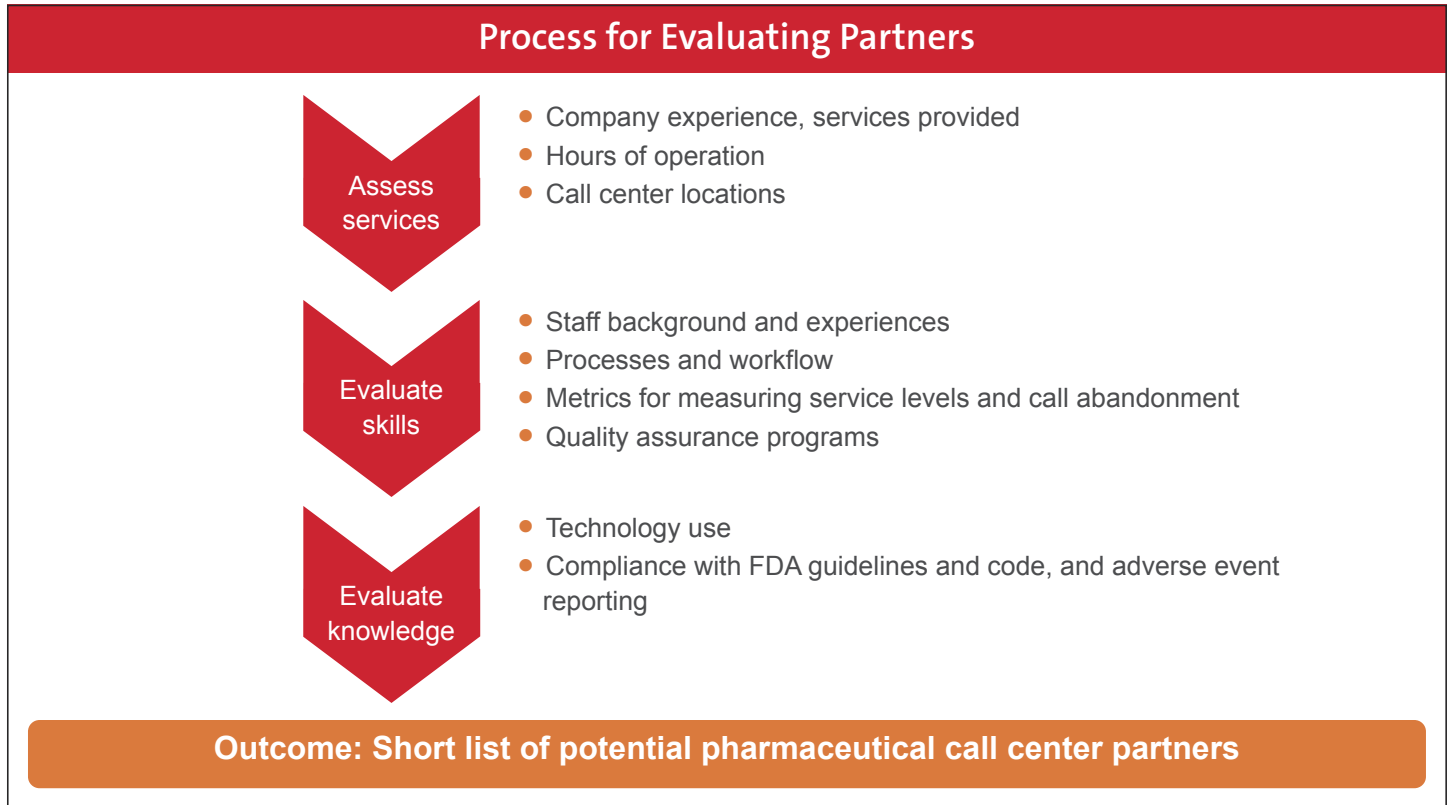 Process for Evaluating Partners
Assess
services
• Company experience, services provided
• Hours of operation
• Call center locations
Evaluate
skills
• Staff background and experiences
• Processes and workflow
• Metrics for measuring service levels and call abandonment
• Quality assurance programs
Evaluate
knowledge
• Technology use
• Compliance with FDA guidelines and code, and adverse event
reporting
Outcome: Short list of potential pharmaceutical call center partners